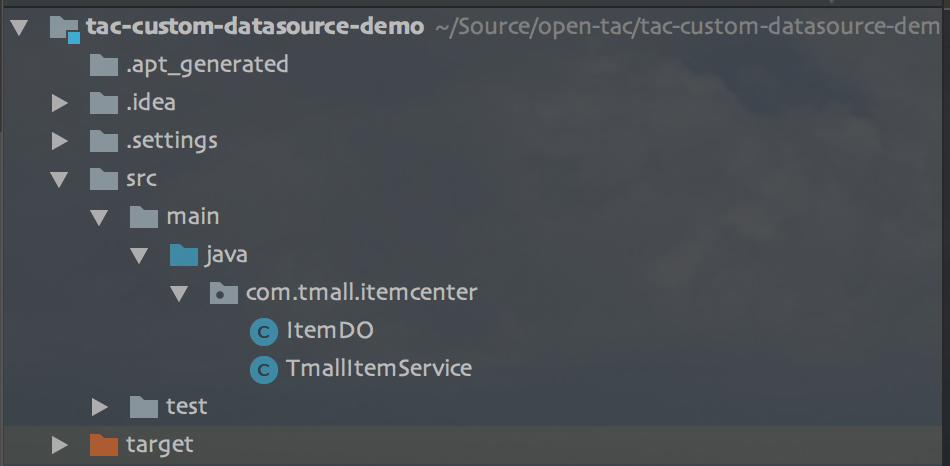 tac-custom-datasource-demo ~/Source/open-tac/tac-custom-datasource-dem
.apt_generated
.idea
.settings
src
main
java
com.tmall.itemcenter
C ItemDO
C TmallItemService
test
target